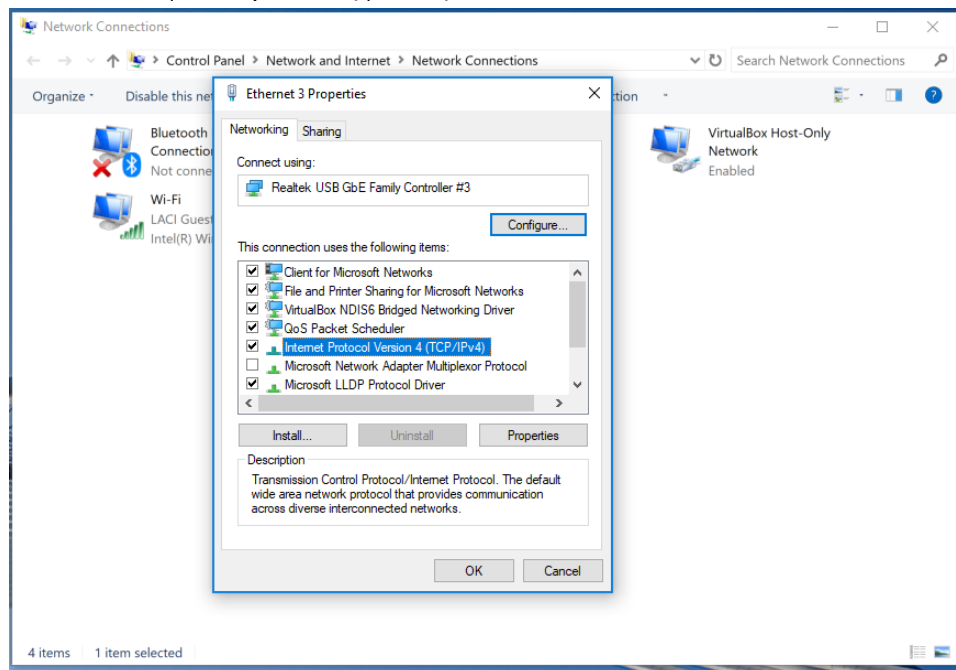 Network Connections
Control Panel > Network and Internet > Network Connections
Search Network Connections
Organize
Disable this net
ction
Bluetooth
Connection
Not conne
Wi-Fi
LACI Guest
Intel(R) Wi
Ethernet 3 Properties
Networking Sharing
Connect using:
Realtek USB GbE Family Controller #3
Configure...
This connection uses the following items:
Client for Microsoft Networks
File and Printer Sharing for Microsoft Networks
VirtualBox NDIS6 Bridged Networking Driver
QoS Packet Scheduler
Internet Protocol Version 4 (TCP/IPv4)
Microsoft Network Adapter Multiplexor Protocol
Microsoft LLDP Protocol Driver
Install... Uninstall Properties
Description
Transmission Control Protocol/Internet Protocol. The default
wide area network protocol that provides communication
across diverse interconnected networks.
OK Cancel
VirtualBox Host-Only
Network
Enabled
4 items 1 item selected